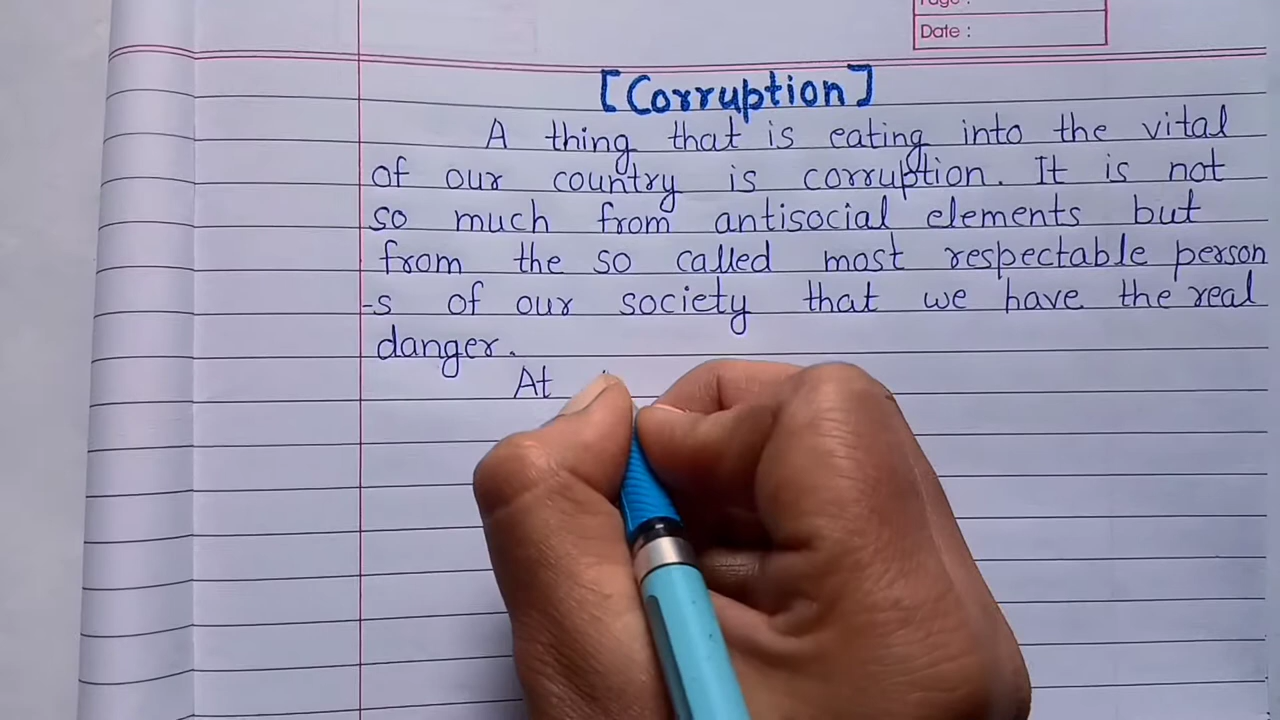 Page :
Date :
[Corruption]
A thing that is eating into the vital
of our country is corruption. It is not
so much from antisocial elements but
from the so called most respectable person
-s of our society that we have the real
danger.
At